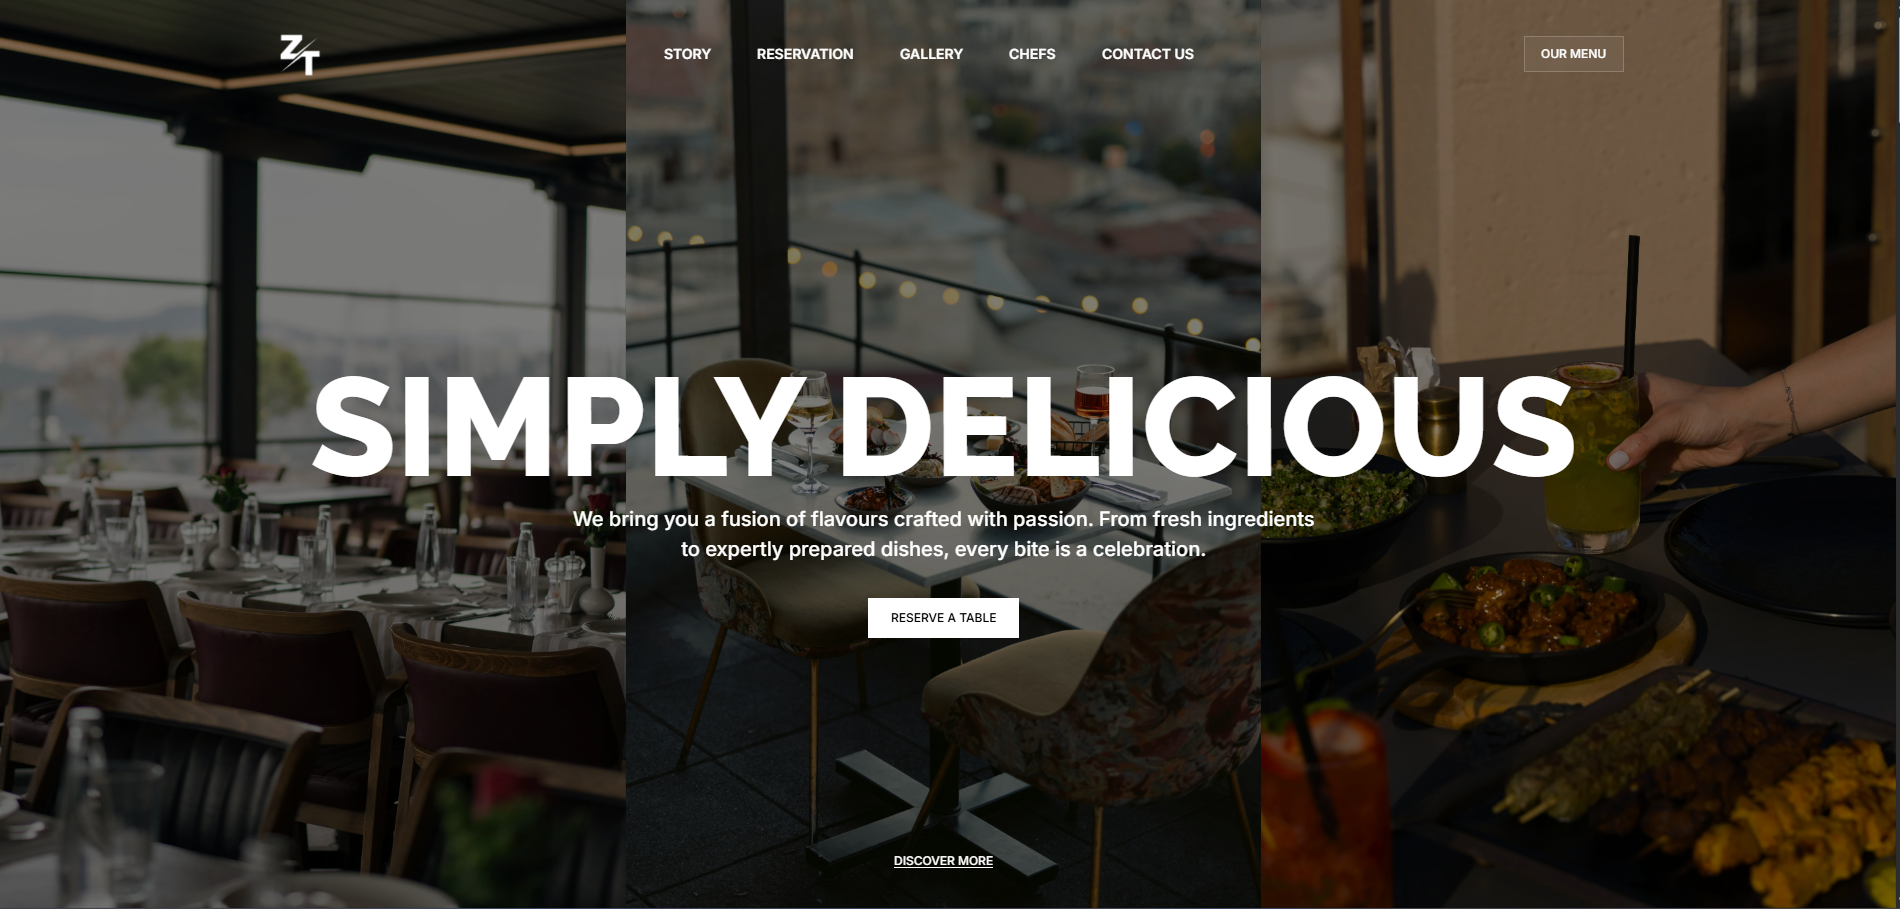 Z/T
STORY RESERVATION GALLERY CHEFS CONTACT US OUR MENU
SIMPLY DELICIOUS
We bring you a fusion of flavours crafted with passion. From fresh ingredients
to expertly prepared dishes, every bite is a celebration.
RESERVE A TABLE
DISCOVER MORE